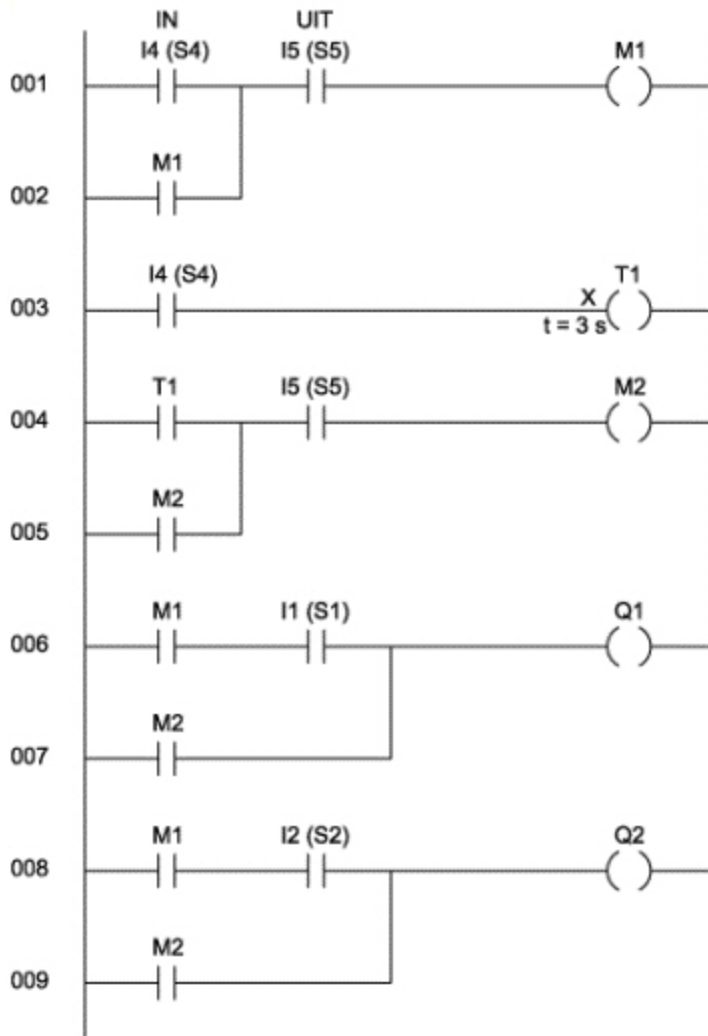 IN UIT
I4 (S4) I5 (S5) M1
001
M1
002
I4 (S4) T1
003 X
t = 3 s
T1 I5 (S5) M2
004
M2
005
M1 I1 (S1) Q1
006
M2
007
M1 I2 (S2) Q2
008
M2
009